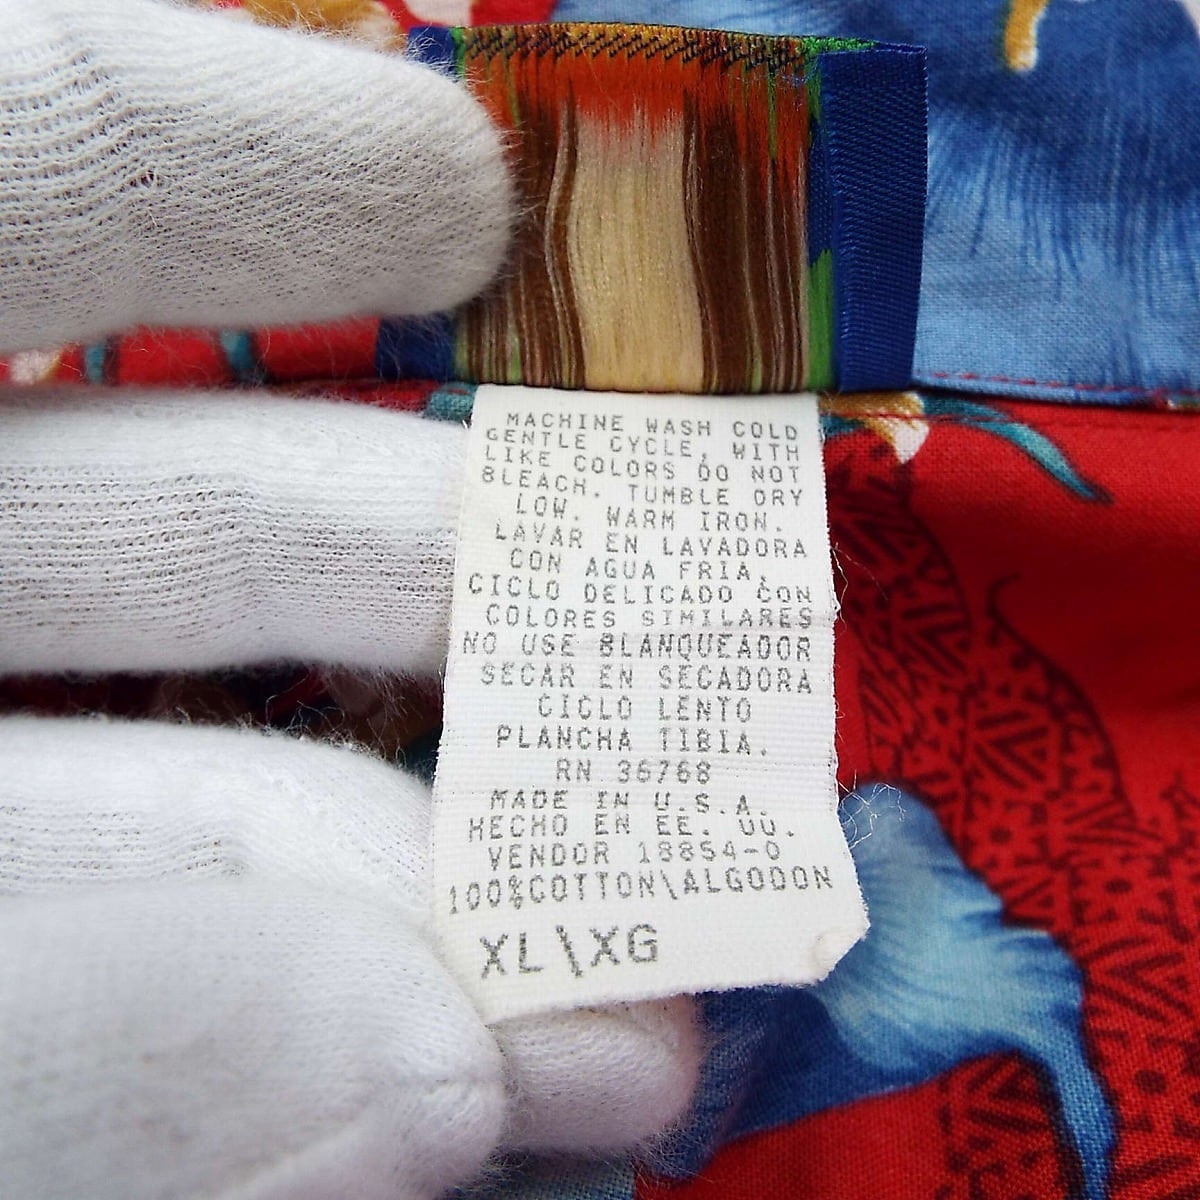 MACHINE WASH COLD
GENTLE CYCLE, WITH
LIKE COLORS DO NOT
BLEACH. TUMBLE DRY
LOW. WARM IRON.
LAVAR EN LAVADORA
CON AGUA FRIA,
CICLO DELICADO CON
COLORES SIMILARES
NO USE BLANQUEADOR
SECAR EN SECADORA
CICLO LENTO
PLANCHA TIBIA.
RN 36768
MADE IN U.S.A.
HECHO EN EE. UU.
VENDOR 18854-0
100%COTTON\ALGODON
XL\XG